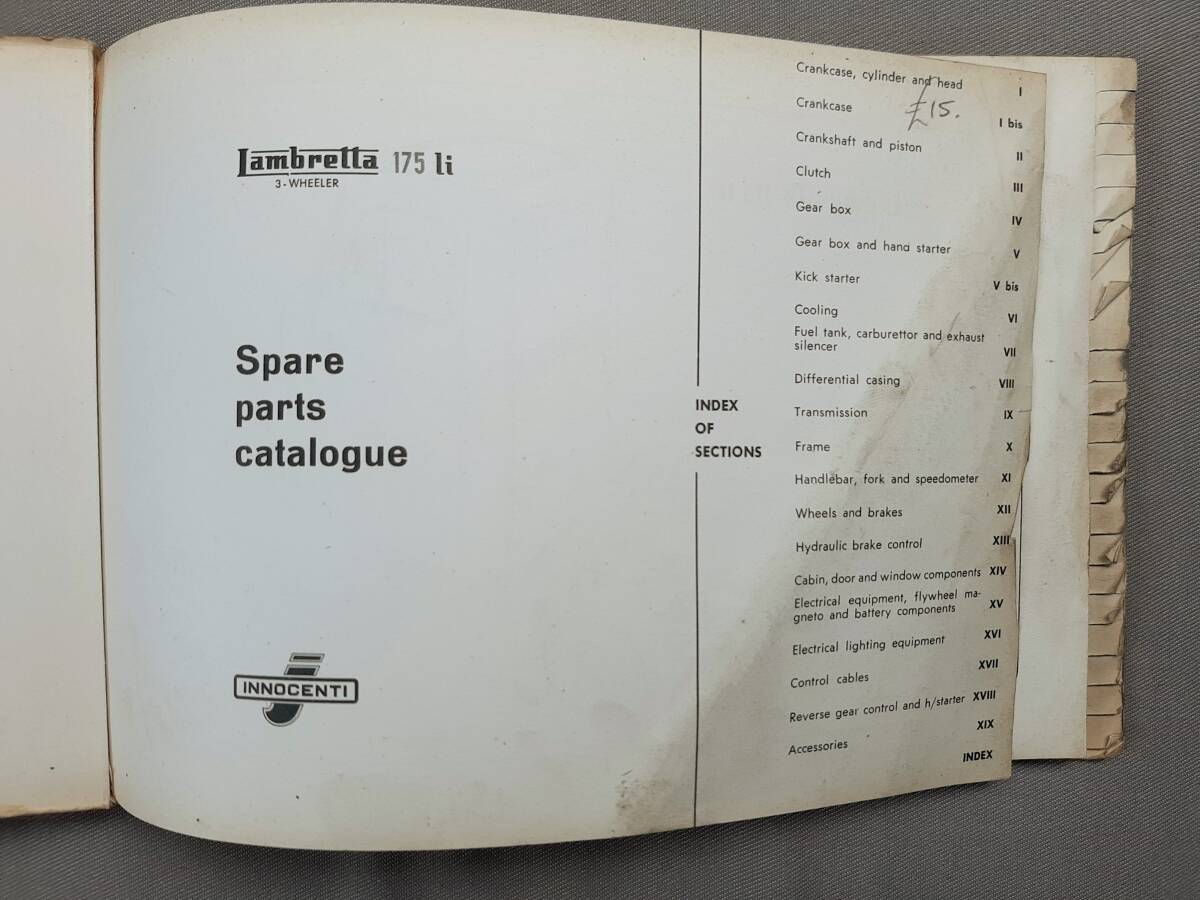 Lambretta 175 li
3-WHEELER
Spare
parts
catalogue
INNOCENTI
INDEX
OF
SECTIONS
£15.
Crankcase, cylinder and head I
Crankcase I bis
Crankshaft and piston II
Clutch III
Gear box IV
Gear box and hand starter V
Kick starter V bis
Cooling VI
Fuel tank, carburettor and exhaust
silencer VII
Differential casing VIII
Transmission IX
Frame X
Handlebar, fork and speedometer XI
Wheels and brakes XII
Hydraulic brake control XIII
Cabin, door and window components XIV
Electrical equipment, flywheel ma-
gneto and battery components XV
Electrical lighting equipment XVI
Control cables XVII
Reverse gear control and h/starter XVIII
Accessories XIX
INDEX